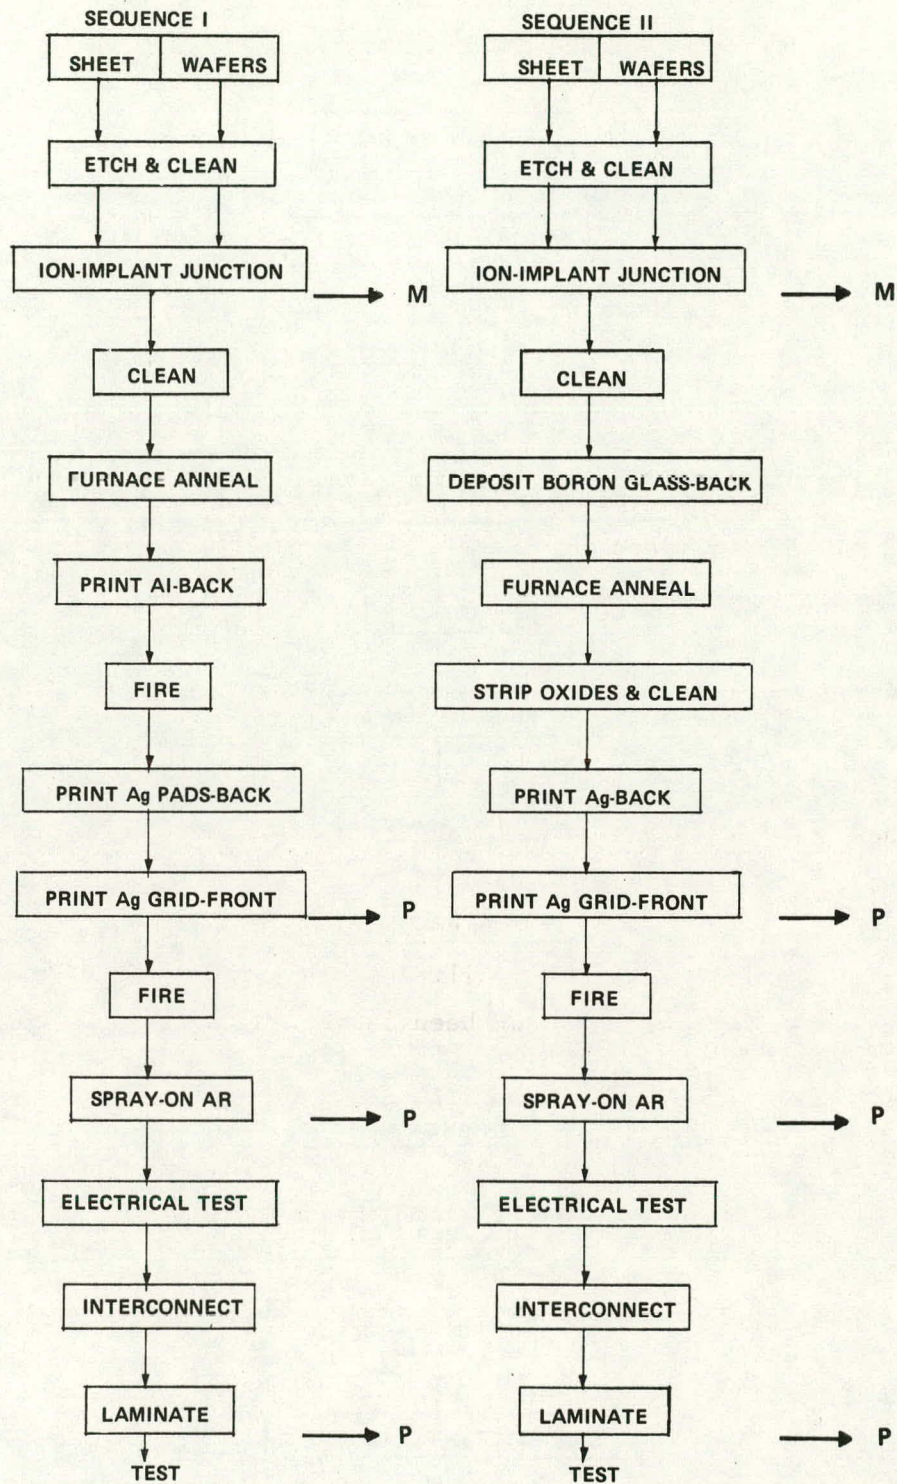 SEQUENCE I
SHEET WAFERS
ETCH & CLEAN
ION-IMPLANT JUNCTION
M
CLEAN
FURNACE ANNEAL
PRINT Al-BACK
FIRE
PRINT Ag PADS-BACK
PRINT Ag GRID-FRONT
P
FIRE
SPRAY-ON AR
P
ELECTRICAL TEST
INTERCONNECT
LAMINATE
P
TEST
SEQUENCE II
SHEET WAFERS
ETCH & CLEAN
ION-IMPLANT JUNCTION
M
CLEAN
DEPOSIT BORON GLASS-BACK
FURNACE ANNEAL
STRIP OXIDES & CLEAN
PRINT Ag-BACK
PRINT Ag GRID-FRONT
P
FIRE
SPRAY-ON AR
P
ELECTRICAL TEST
INTERCONNECT
LAMINATE
P
TEST